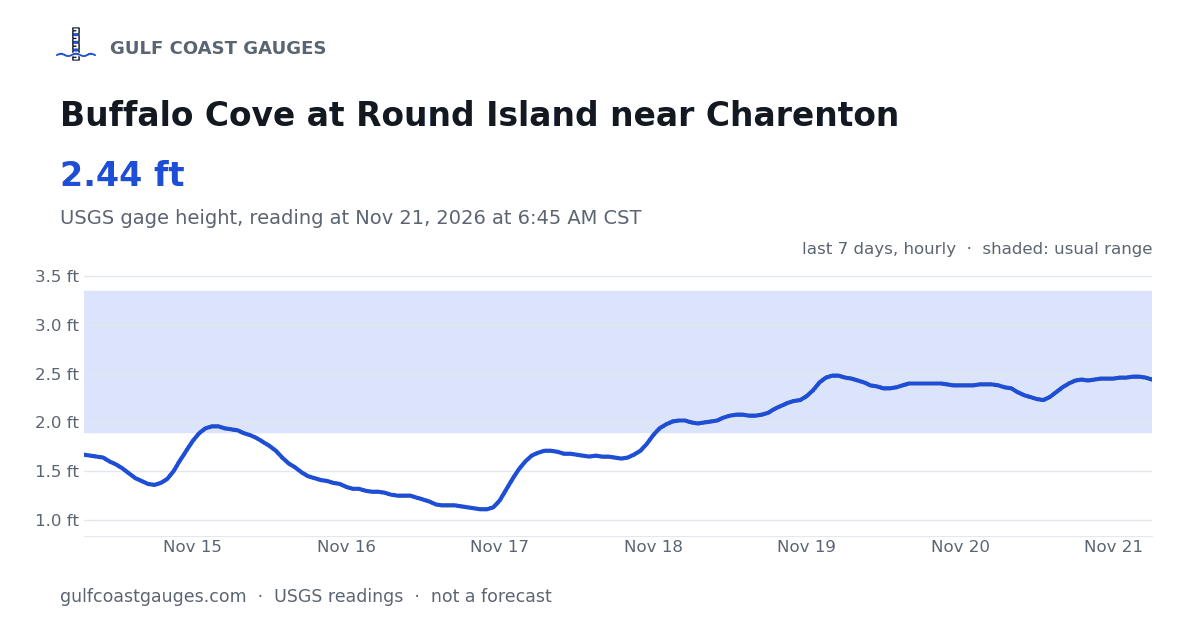 GULF COAST GAUGES
Buffalo Cove at Round Island near Charenton
2.44 ft
USGS gage height, reading at Nov 21, 2026 at 6:45 AM CST
last 7 days, hourly · shaded: usual range
3.5 ft
3.0 ft
2.5 ft
2.0 ft
1.5 ft
1.0 ft
Nov 15 Nov 16 Nov 17 Nov 18 Nov 19 Nov 20 Nov 21
gulfcoastgauges.com · USGS readings · not a forecast